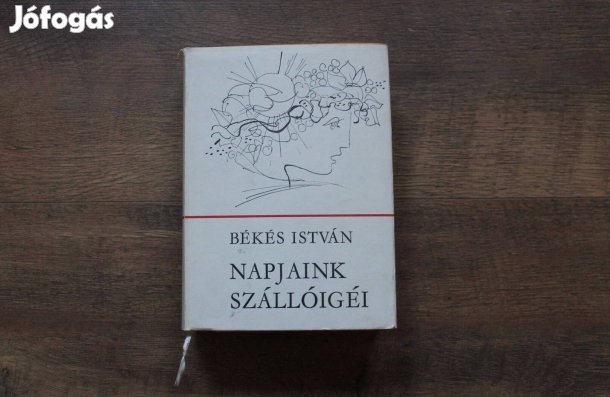 Jófogás
BÉKÉS ISTVÁN
NAPJAINK
SZÁLLÓIGÉI